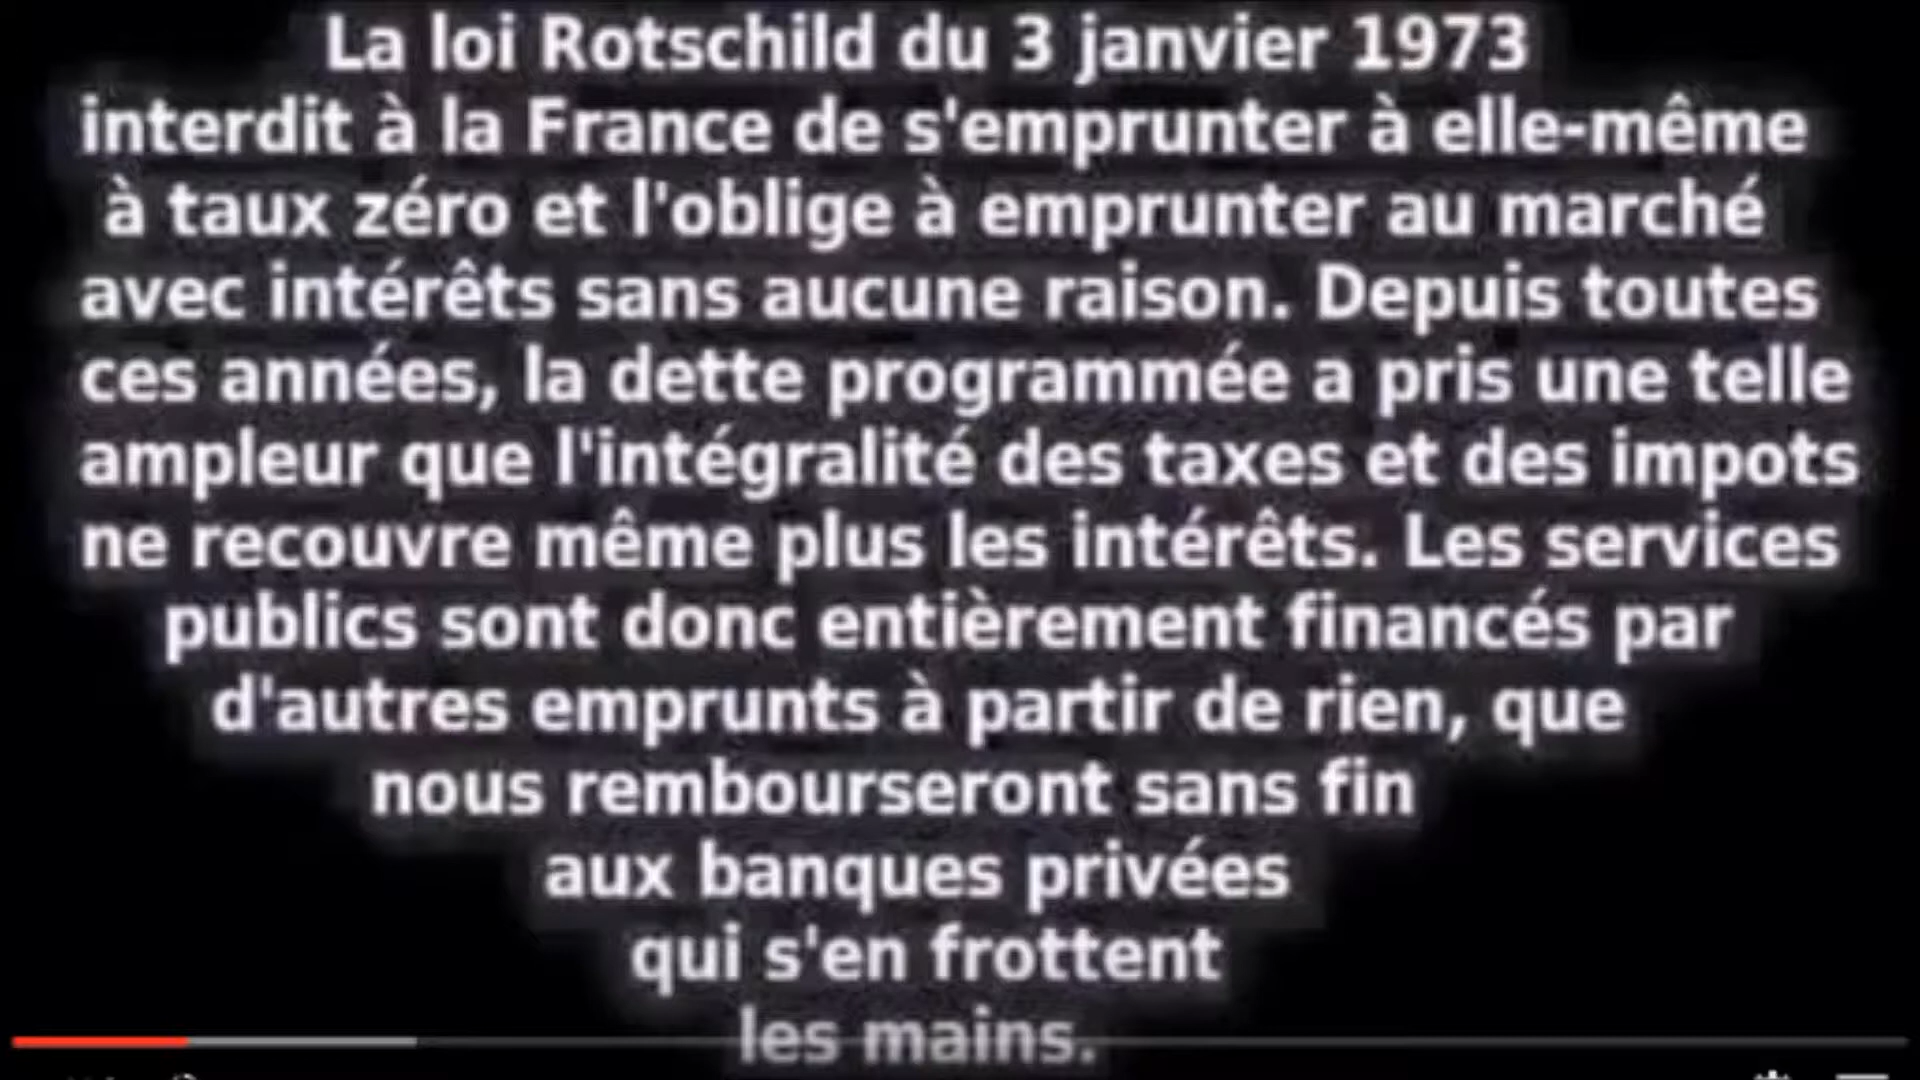 La loi Rotschild du 3 janvier 1973
interdit à la France de s'emprunter à elle-même
à taux zéro et l'oblige à emprunter au marché
avec intérêts sans aucune raison. Depuis toutes
ces années, la dette programmée a pris une telle
ampleur que l'intégralité des taxes et des impots
ne recouvre même plus les intérêts. Les services
publics sont donc entièrement financés par
d'autres emprunts à partir de rien, que
nous rembourseront sans fin
aux banques privées
qui s'en frottent
les mains.